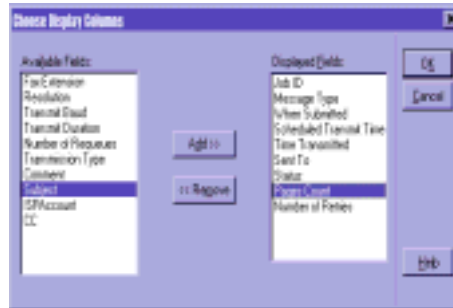 Choose Display Columns
Available Fields:
Fax Extension
Resolution
Transmit Baud
Transmit Duration
Number of Requeues
Transmission Type
Comment
Subject
ISPAccount
CC
Add >>
<< Remove
Displayed Fields:
Job ID
Message Type
When Submitted
Scheduled Transmit Time
Time Transmitted
Sent To
Status
Pages Count
Number of Retries
OK
Cancel
Help